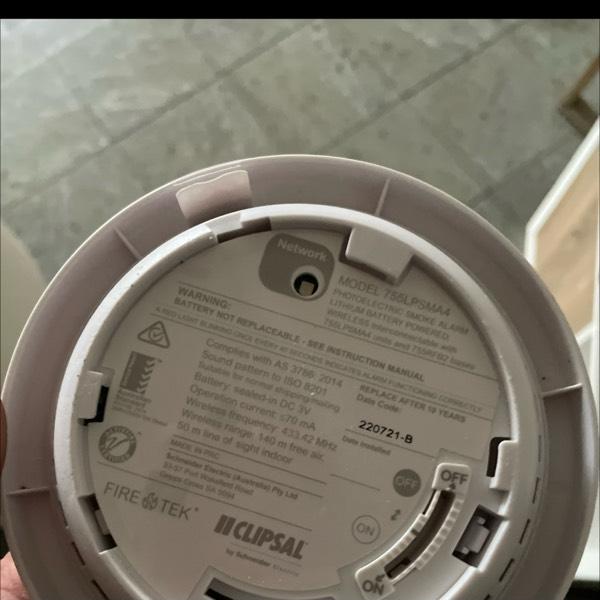 Network
MODEL 755LPSMA4
PHOTOELECTRIC SMOKE ALARM
LITHIUM BATTERY POWERED,
WIRELESS Interconnectable with
755LPSMA4 units and 755RFB2 bases
WARNING:
BATTERY NOT REPLACEABLE - SEE INSTRUCTION MANUAL
A RED LIGHT BLINKING ONCE EVERY 40 SECONDS INDICATES ALARM FUNCTIONING CORRECTLY
Complies with AS 3786: 2014
Sound pattern to ISO 8201
Suitable for normal shipping/
Battery: sealed-in DC 3V
Operation current: ≤70 mA
Wireless frequency: 433.42 MHz
Wireless range: 140 m free air,
50 m line of sight indoor
REPLACE AFTER 10 YEARS
Date Code:
220721-B
Date Installed
MADE IN PRC
Schneider Electric (Australia) Pty Ltd
33-37 Port Wakefield Road
Gepps Cross SA 5094
FIRE TEK
CLIPSAL
by Schneider Electric
OFF
ON
OFF
ON